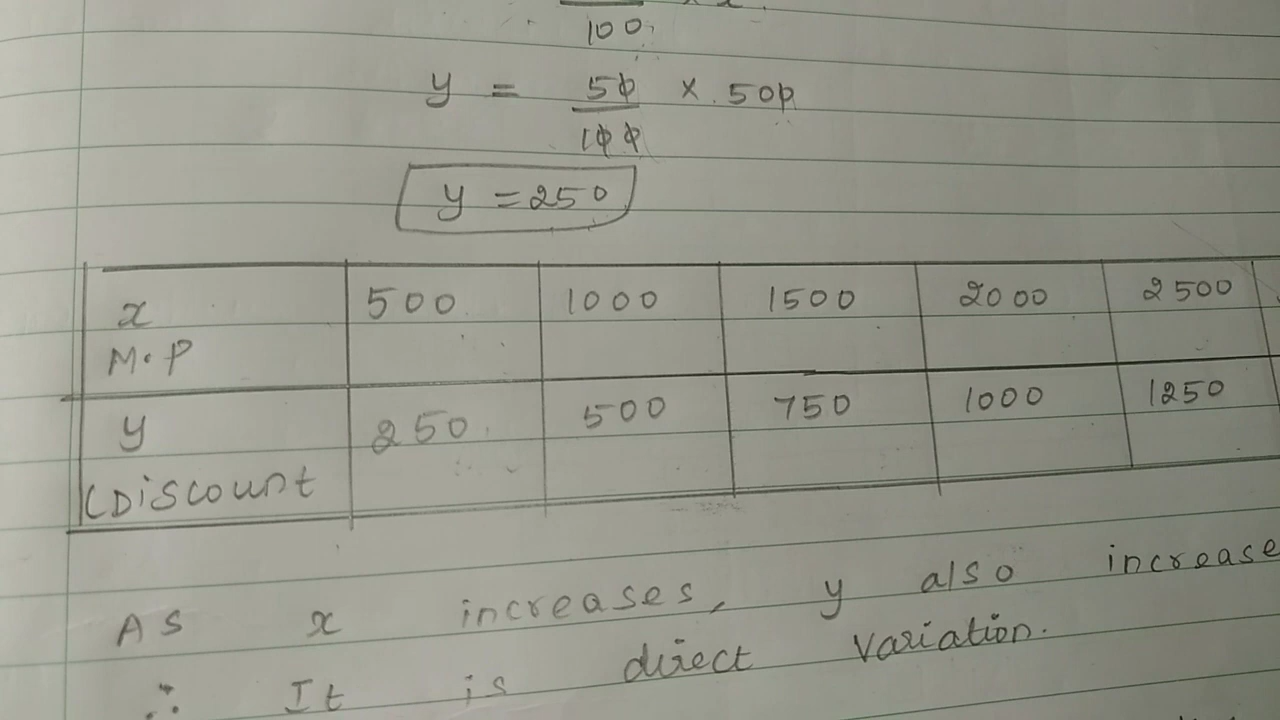 100
y = 50/100 × 500
y = 250
x 500 1000 1500 2000 2500
M.P
y 250 500 750 1000 1250
(Discount
As x increases, y also increase
∴ It is direct variation.